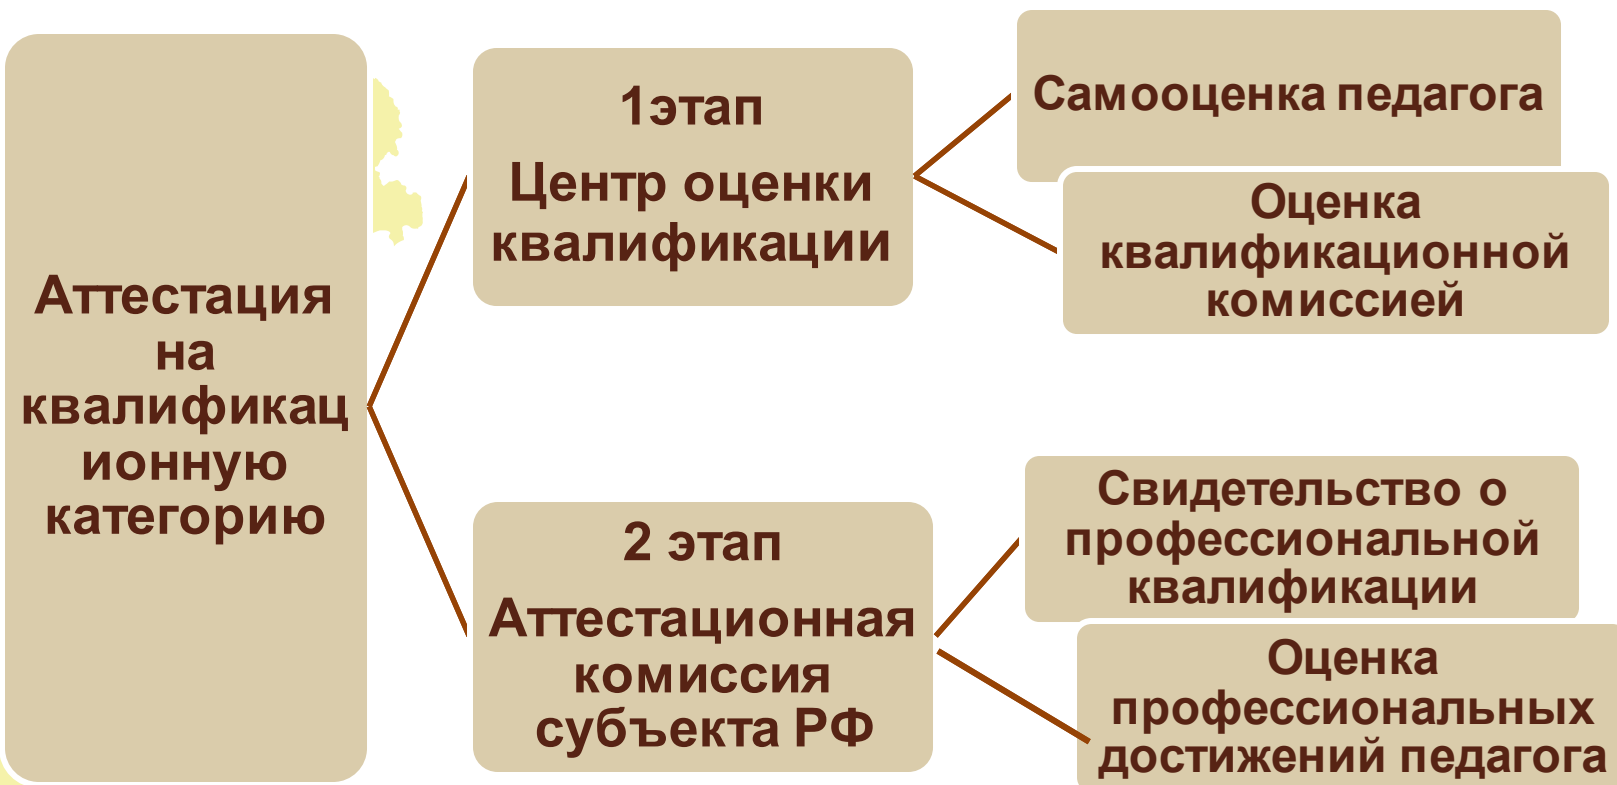 Аттестация
на
квалификац
ионную
категорию
1этап
Центр оценки
квалификации
Самооценка педагога
Оценка
квалификационной
комиссией
2 этап
Аттестационная
комиссия
субъекта РФ
Свидетельство о
профессиональной
квалификации
Оценка
профессиональных
достижений педагога